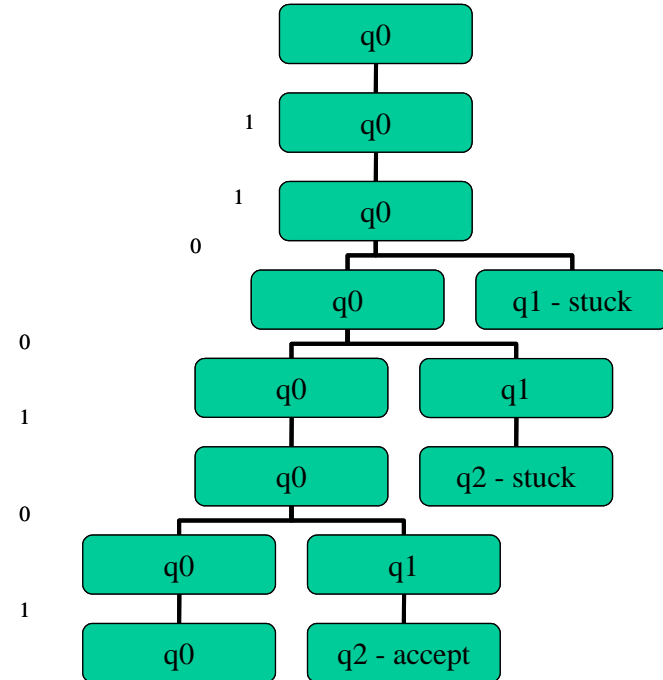 q0
1 q0
1 q0
0
q0 q1 - stuck
0
q0 q1
1
q0 q2 - stuck
0
q0 q1
1
q0 q2 - accept